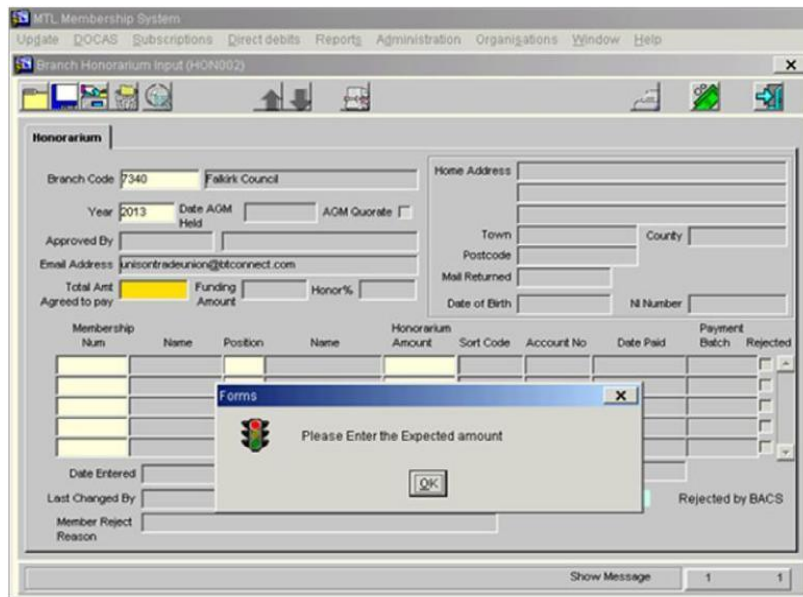 MTL Membership System
Update DOCAS Subscriptions Direct debits Reports Administration Organisations Window Help
Branch Honorarium Input (HON002)
Honorarium
Branch Code 7340 Falkirk Council
Home Address
Year 2013 Date AGM Held AGM Quorate
Approved By
Town County
Postcode
Email Address unisontradeunion@btconnect.com
Mail Returned
Total Amt Agreed to pay Funding Amount Honor%
Date of Birth NI Number
Membership Num Name Position Name Honorarium Amount Sort Code Account No Date Paid Payment Batch Rejected
Forms
Please Enter the Expected amount
OK
Date Entered
Last Changed By
Rejected by BACS
Member Reject Reason
Show Message 1 1